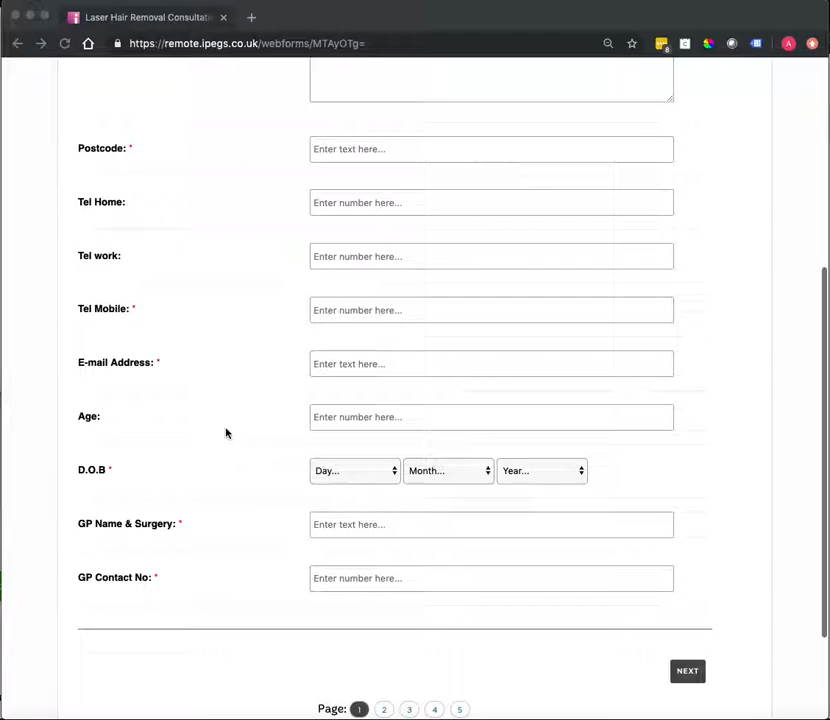 Laser Hair Removal Consultat
https://remote.ipegs.co.uk/webforms/MTAyOTg=
8
A
Postcode: * Enter text here...
Tel Home: Enter number here...
Tel work: Enter number here...
Tel Mobile: * Enter number here...
E-mail Address: * Enter text here...
Age: Enter number here...
D.O.B * Day... Month... Year...
GP Name & Surgery: * Enter text here...
GP Contact No: * Enter number here...
NEXT
Page: 1 2 3 4 5